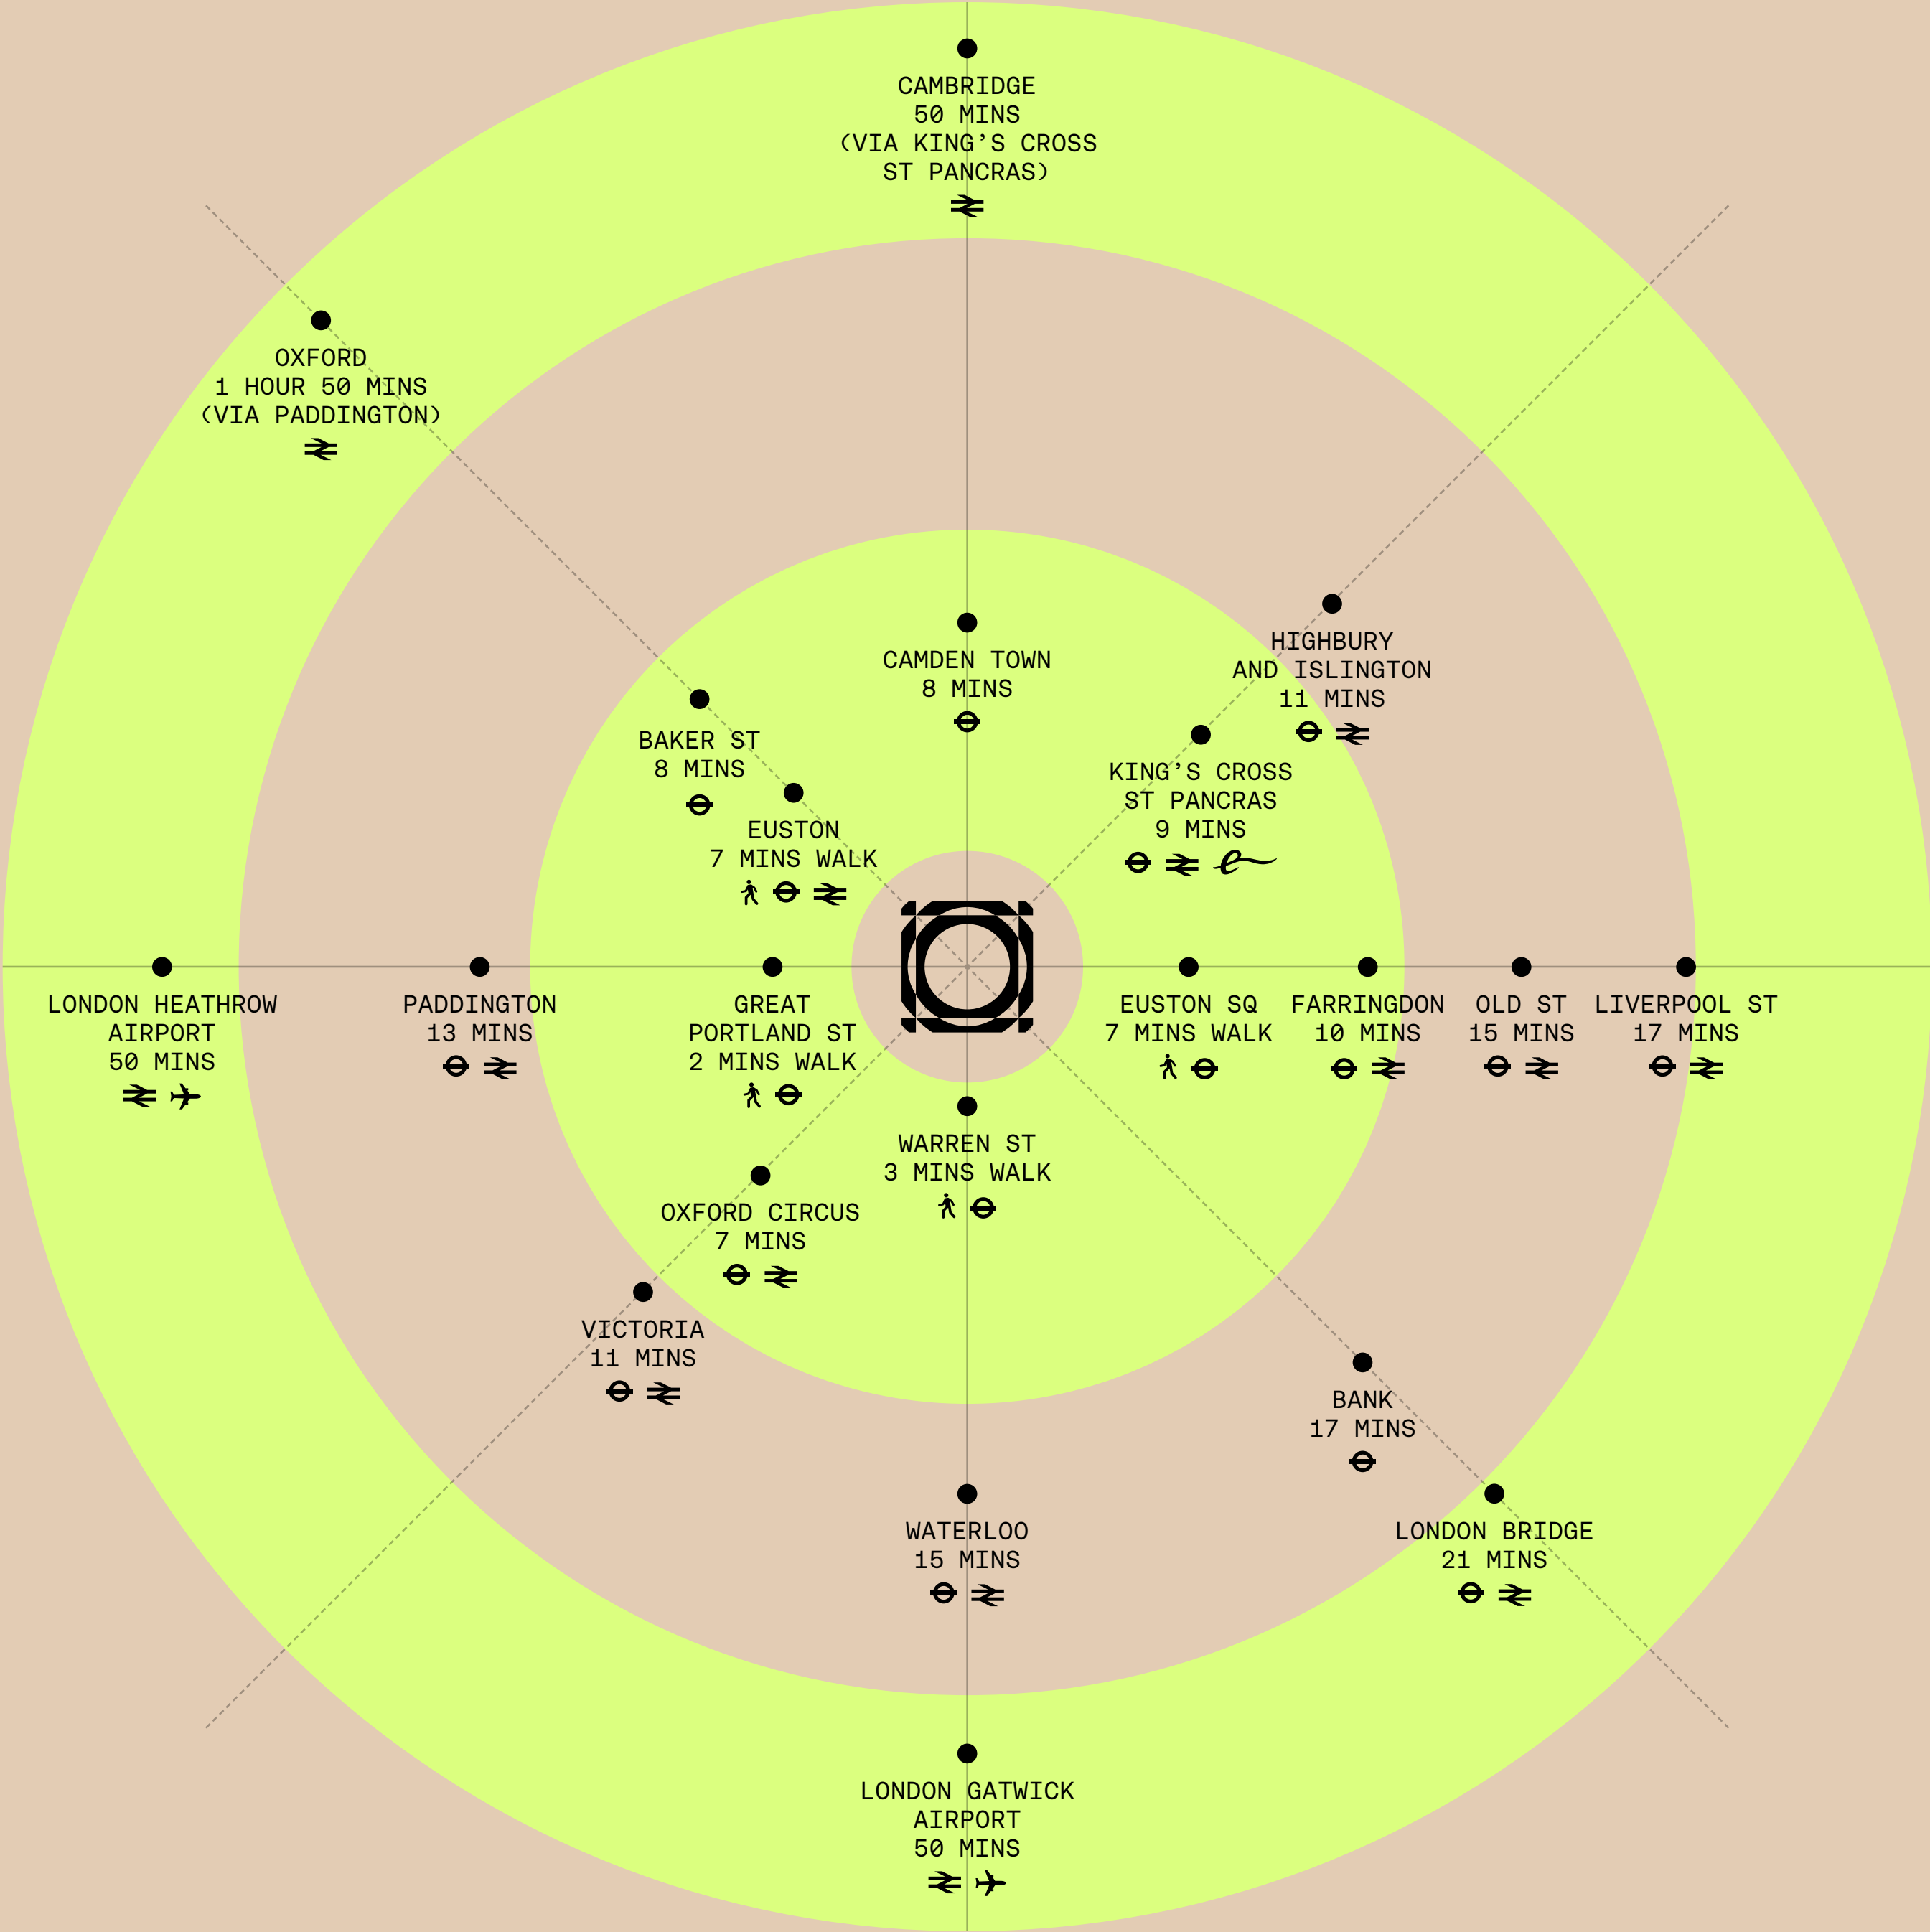 CAMBRIDGE
50 MINS
(VIA KING’S CROSS
ST PANCRAS)
OXFORD
1 HOUR 50 MINS
(VIA PADDINGTON)
HIGHBURY
AND ISLINGTON
11 MINS
CAMDEN TOWN
8 MINS
BAKER ST
8 MINS
KING’S CROSS
ST PANCRAS
9 MINS
EUSTON
7 MINS WALK
LONDON HEATHROW
AIRPORT
50 MINS
PADDINGTON
13 MINS
GREAT
PORTLAND ST
2 MINS WALK
EUSTON SQ
7 MINS WALK
FARRINGDON
10 MINS
OLD ST
15 MINS
LIVERPOOL ST
17 MINS
WARREN ST
3 MINS WALK
OXFORD CIRCUS
7 MINS
VICTORIA
11 MINS
BANK
17 MINS
WATERLOO
15 MINS
LONDON BRIDGE
21 MINS
LONDON GATWICK
AIRPORT
50 MINS